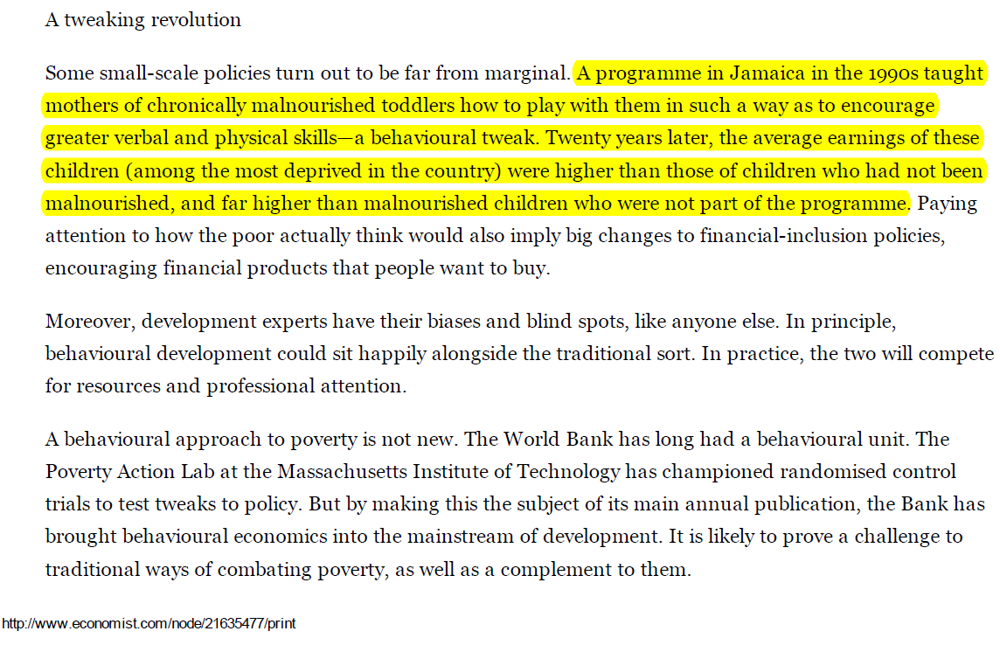 A tweaking revolution
Some small-scale policies turn out to be far from marginal. A programme in Jamaica in the 1990s taught
mothers of chronically malnourished toddlers how to play with them in such a way as to encourage
greater verbal and physical skills—a behavioural tweak. Twenty years later, the average earnings of these
children (among the most deprived in the country) were higher than those of children who had not been
malnourished, and far higher than malnourished children who were not part of the programme. Paying
attention to how the poor actually think would also imply big changes to financial-inclusion policies,
encouraging financial products that people want to buy.
Moreover, development experts have their biases and blind spots, like anyone else. In principle,
behavioural development could sit happily alongside the traditional sort. In practice, the two will compete
for resources and professional attention.
A behavioural approach to poverty is not new. The World Bank has long had a behavioural unit. The
Poverty Action Lab at the Massachusetts Institute of Technology has championed randomised control
trials to test tweaks to policy. But by making this the subject of its main annual publication, the Bank has
brought behavioural economics into the mainstream of development. It is likely to prove a challenge to
traditional ways of combating poverty, as well as a complement to them.
http://www.economist.com/node/21635477/print